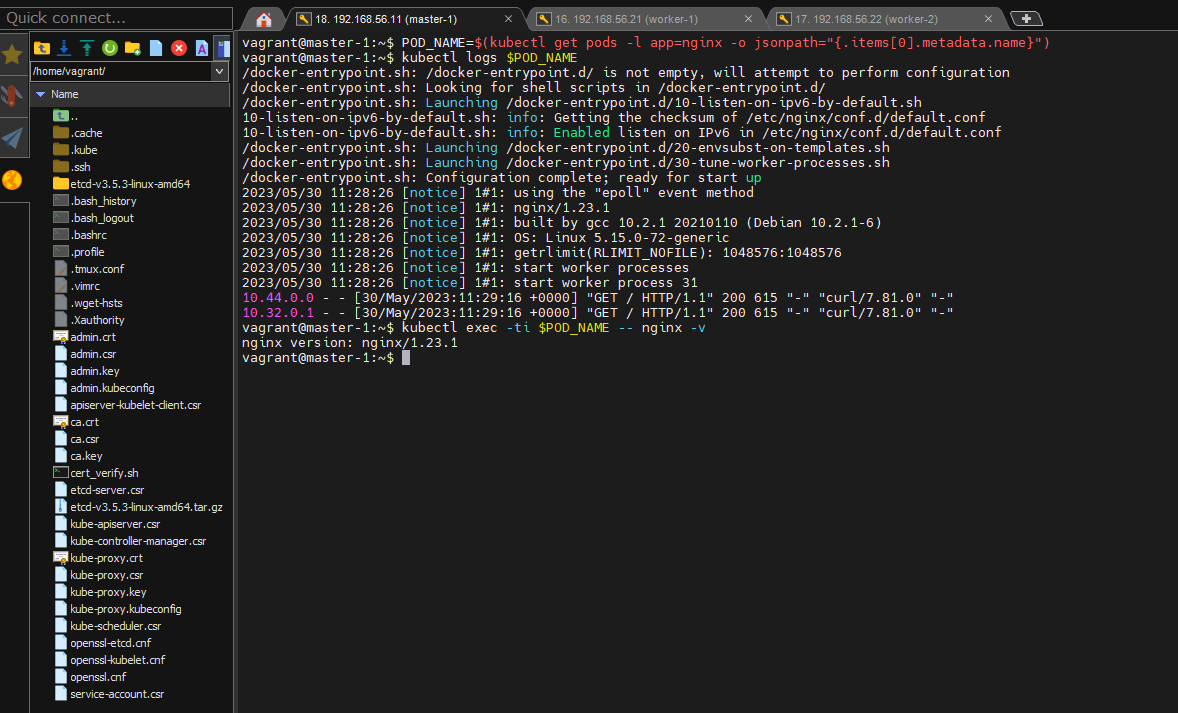 Quick connect...
18. 192.168.56.11 (master-1)
16. 192.168.56.21 (worker-1)
17. 192.168.56.22 (worker-2)
/home/vagrant/
Name
..
.cache
.kube
.ssh
etcd-v3.5.3-linux-amd64
.bash_history
.bash_logout
.bashrc
.profile
.tmux.conf
.vimrc
.wget-hsts
.Xauthority
admin.crt
admin.csr
admin.key
admin.kubeconfig
apiserver-kubelet-client.csr
ca.crt
ca.csr
ca.key
cert_verify.sh
etcd-server.csr
etcd-v3.5.3-linux-amd64.tar.gz
kube-apiserver.csr
kube-controller-manager.csr
kube-proxy.crt
kube-proxy.csr
kube-proxy.key
kube-proxy.kubeconfig
kube-scheduler.csr
openssl-etcd.cnf
openssl-kubelet.cnf
openssl.cnf
service-account.csr
vagrant@master-1:~$ POD_NAME=$(kubectl get pods -l app=nginx -o jsonpath="{.items[0].metadata.name}")
vagrant@master-1:~$ kubectl logs $POD_NAME
/docker-entrypoint.sh: /docker-entrypoint.d/ is not empty, will attempt to perform configuration
/docker-entrypoint.sh: Looking for shell scripts in /docker-entrypoint.d/
/docker-entrypoint.sh: Launching /docker-entrypoint.d/10-listen-on-ipv6-by-default.sh
10-listen-on-ipv6-by-default.sh: info: Getting the checksum of /etc/nginx/conf.d/default.conf
10-listen-on-ipv6-by-default.sh: info: Enabled listen on IPv6 in /etc/nginx/conf.d/default.conf
/docker-entrypoint.sh: Launching /docker-entrypoint.d/20-envsubst-on-templates.sh
/docker-entrypoint.sh: Launching /docker-entrypoint.d/30-tune-worker-processes.sh
/docker-entrypoint.sh: Configuration complete; ready for start up
2023/05/30 11:28:26 [notice] 1#1: using the "epoll" event method
2023/05/30 11:28:26 [notice] 1#1: nginx/1.23.1
2023/05/30 11:28:26 [notice] 1#1: built by gcc 10.2.1 20210110 (Debian 10.2.1-6)
2023/05/30 11:28:26 [notice] 1#1: OS: Linux 5.15.0-72-generic
2023/05/30 11:28:26 [notice] 1#1: getrlimit(RLIMIT_NOFILE): 1048576:1048576
2023/05/30 11:28:26 [notice] 1#1: start worker processes
2023/05/30 11:28:26 [notice] 1#1: start worker process 31
10.44.0.0 - - [30/May/2023:11:29:16 +0000] "GET / HTTP/1.1" 200 615 "-" "curl/7.81.0" "-"
10.32.0.1 - - [30/May/2023:11:29:16 +0000] "GET / HTTP/1.1" 200 615 "-" "curl/7.81.0" "-"
vagrant@master-1:~$ kubectl exec -ti $POD_NAME -- nginx -v
nginx version: nginx/1.23.1
vagrant@master-1:~$